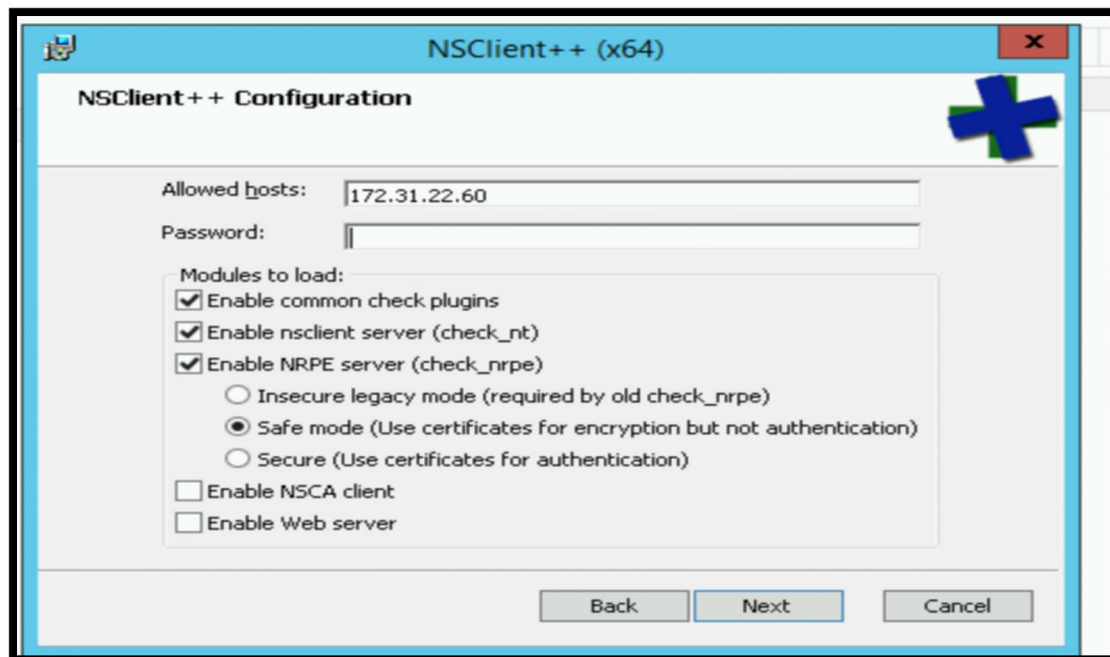 NSClient++ (x64)
x
NSClient++ Configuration
Allowed hosts:
172.31.22.60
Password:
Modules to load:
Enable common check plugins
Enable nsclient server (check_nt)
Enable NRPE server (check_nrpe)
Insecure legacy mode (required by old check_nrpe)
Safe mode (Use certificates for encryption but not authentication)
Secure (Use certificates for authentication)
Enable NSCA client
Enable Web server
Back Next Cancel